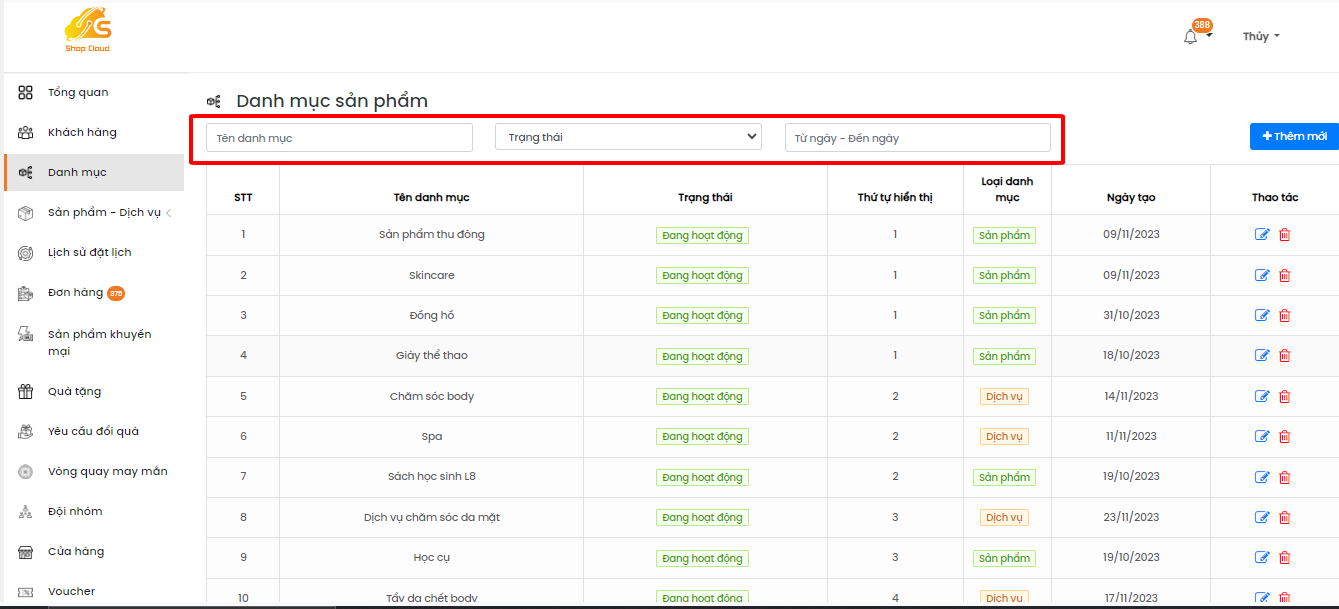 Shop Cloud
388
Thủy
Tổng quan
Khách hàng
Danh mục
Sản phẩm - Dịch vụ
Lịch sử đặt lịch
Đơn hàng 375
Sản phẩm khuyến
mại
Quà tặng
Yêu cầu đổi quà
Vòng quay may mắn
Đội nhóm
Cửa hàng
Voucher
Danh mục sản phẩm
Tên danh mục Trạng thái Từ ngày - Đến ngày
Thêm mới
STT Tên danh mục Trạng thái Thứ tự hiển thị Loại danh mục Ngày tạo Thao tác
1 Sản phẩm thu đông Đang hoạt động 1 Sản phẩm 09/11/2023
2 Skincare Đang hoạt động 1 Sản phẩm 09/11/2023
3 Đồng hồ Đang hoạt động 1 Sản phẩm 31/10/2023
4 Giày thể thao Đang hoạt động 1 Sản phẩm 18/10/2023
5 Chăm sóc body Đang hoạt động 2 Dịch vụ 14/11/2023
6 Spa Đang hoạt động 2 Dịch vụ 11/11/2023
7 Sách học sinh L8 Đang hoạt động 2 Sản phẩm 19/10/2023
8 Dịch vụ chăm sóc da mặt Đang hoạt động 3 Dịch vụ 23/11/2023
9 Học cụ Đang hoạt động 3 Sản phẩm 19/10/2023
10 Tẩy da chết body Đang hoạt động 4 Dịch vụ 17/11/2023